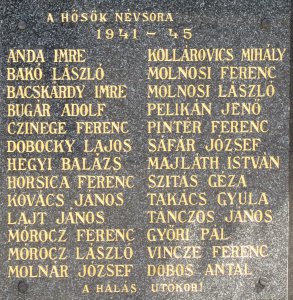 A HŐSÖK NÉVSORA
1941 - 45
ANDA IMRE
BAKÓ LÁSZLÓ
BACSKÁRDY IMRE
BUGAR ADOLF
CZINEGE FERENC
DOBOCKY LAJOS
HEGYI BALÁZS
HORSICA FERENC
KOVÁCS JÁNOS
LAJT JÁNOS
MÓROCZ FERENC
MÓROCZ LÁSZLÓ
MOLNÁR JÓZSEF
KOLLÁROVICS MIHÁLY
MOLNOSI FERENC
MOLNOSI LÁSZLÓ
PELIKÁN JENŐ
PINTÉR FERENC
SÁFÁR JÓZSEF
MAJLÁTH ISTVÁN
SZITÁS GÉZA
TAKÁCS GYULA
TÁNCZOS JÁNOS
GYŐRI PÁL
VINCZE FERENC
DOBOS ANTAL
A HÁLÁS UTÓKOR!